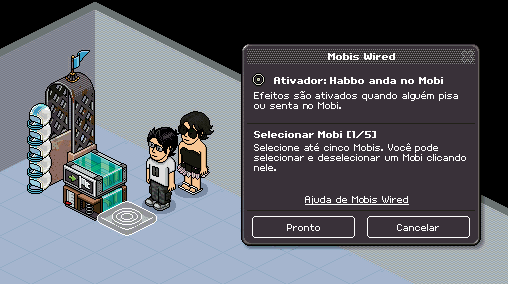 Mobis Wired
Ativador: Habbo anda no Mobi
Efeitos são ativados quando alguém pisa
ou senta no Mobi.
Selecionar Mobi [1/5]
Selecione até cinco Mobis. Você pode
selecionar e deselecionar um Mobi clicando
nele.
Ajuda de Mobis Wired
Pronto
Cancelar